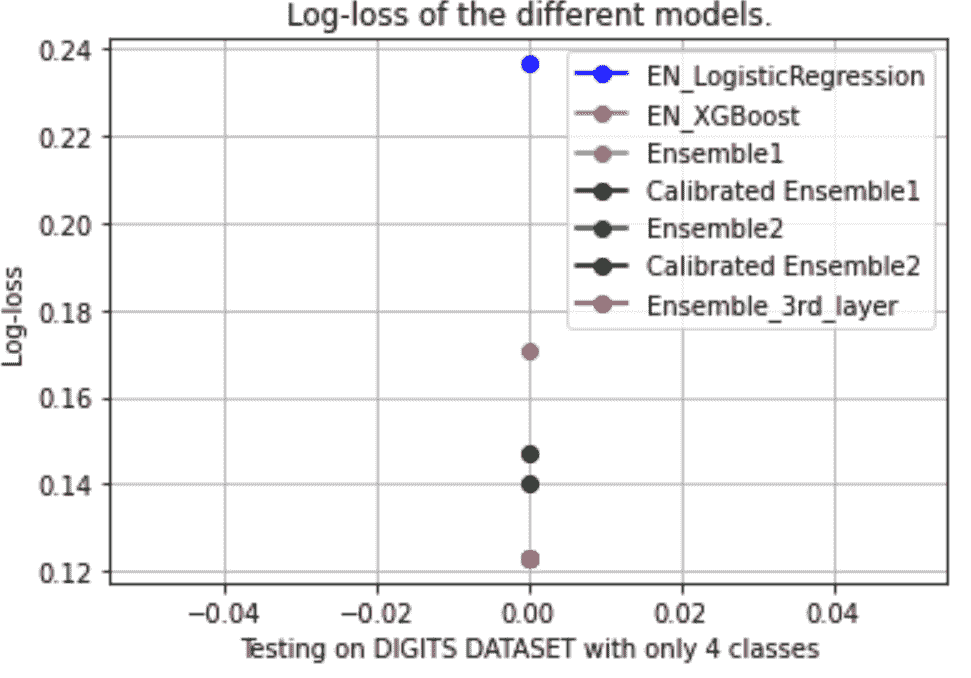 Log-loss of the different models.
0.24
0.22
0.20
0.18
0.16
0.14
0.12
Log-loss
EN_LogisticRegression
EN_XGBoost
Ensemble1
Calibrated Ensemble1
Ensemble2
Calibrated Ensemble2
Ensemble_3rd_layer
−0.04 −0.02 0.00 0.02 0.04
Testing on DIGITS DATASET with only 4 classes